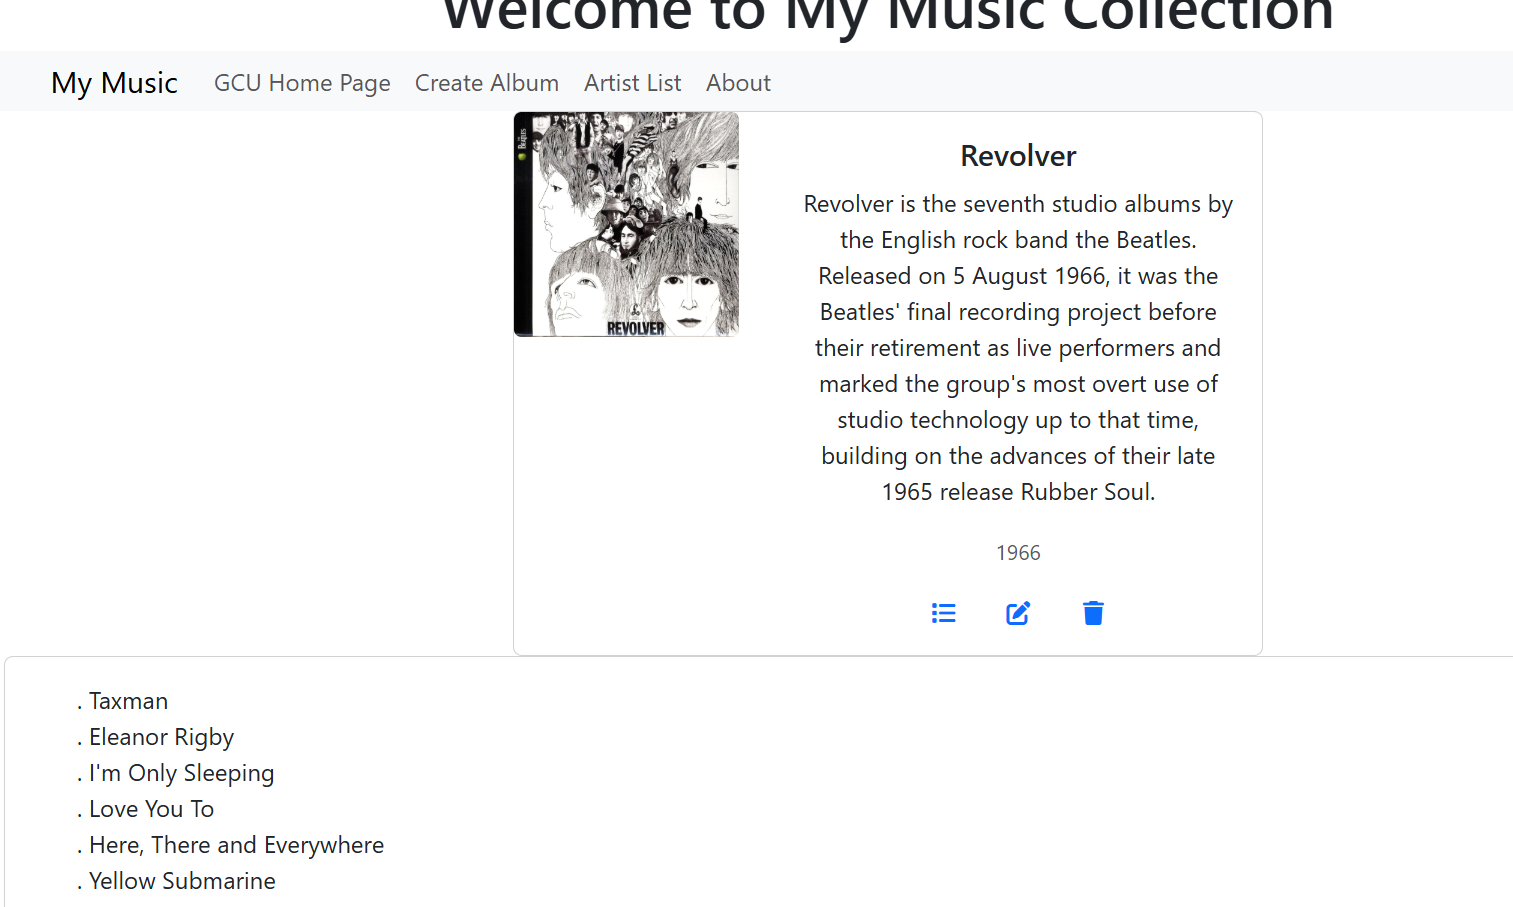 Welcome to My Music Collection
My Music GCU Home Page Create Album Artist List About
BEATLES
REVOLVER
Revolver
Revolver is the seventh studio albums by
the English rock band the Beatles.
Released on 5 August 1966, it was the
Beatles' final recording project before
their retirement as live performers and
marked the group's most overt use of
studio technology up to that time,
building on the advances of their late
1965 release Rubber Soul.
1966
. Taxman
. Eleanor Rigby
. I'm Only Sleeping
. Love You To
. Here, There and Everywhere
. Yellow Submarine